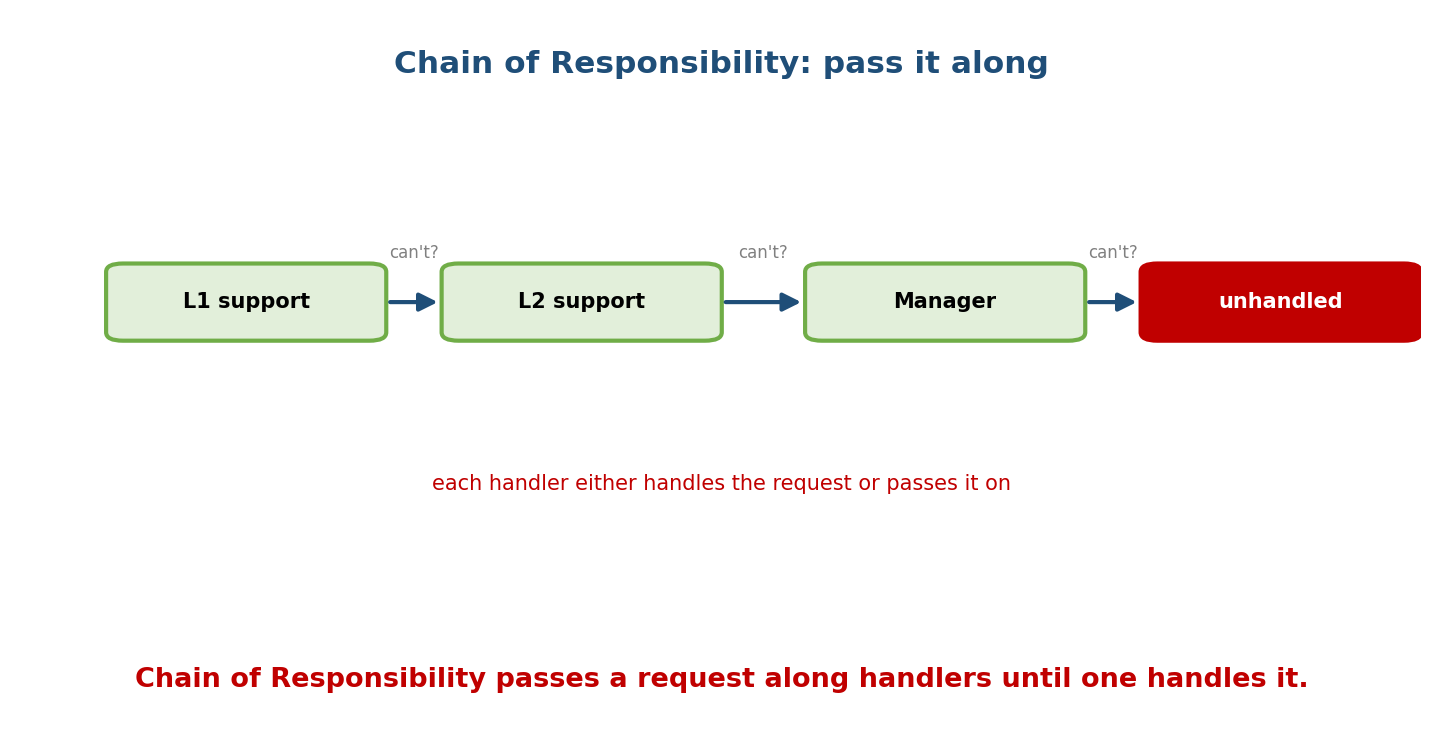 Chain of Responsibility: pass it along
can't? can't? can't?
L1 support L2 support Manager unhandled
each handler either handles the request or passes it on
Chain of Responsibility passes a request along handlers until one handles it.